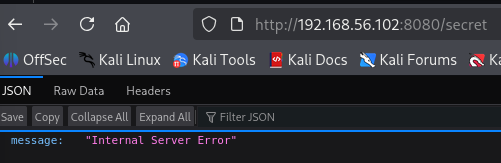 http://192.168.56.102:8080/secret
OffSec Kali Linux Kali Tools Kali Docs Kali Forums Ka
JSON Raw Data Headers
Save Copy Collapse All Expand All Filter JSON
message: "Internal Server Error"